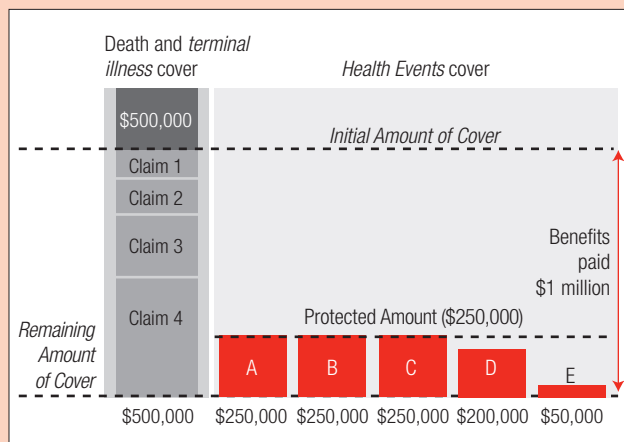 Death and terminal
illness cover
Health Events cover
$500,000
Initial Amount of Cover
Claim 1
Claim 2
Claim 3
Claim 4
Benefits
paid
$1 million
Protected Amount ($250,000)
Remaining
Amount
of Cover
A
B
C
D
E
$500,000
$250,000
$250,000
$250,000
$200,000
$50,000